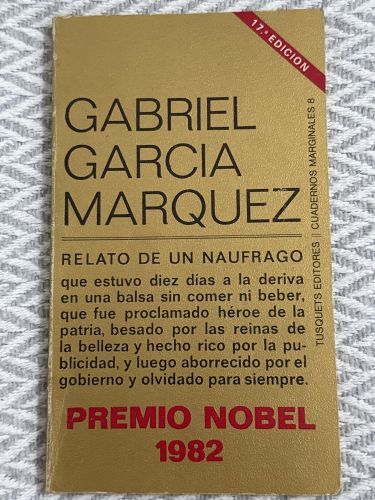 17.ª EDICION
GABRIEL
GARCIA
MARQUEZ
RELATO DE UN NAUFRAGO
que estuvo diez días a la deriva
en una balsa sin comer ni beber,
que fue proclamado héroe de la
patria, besado por las reinas de
la belleza y hecho rico por la pu-
blicidad, y luego aborrecido por el
gobierno y olvidado para siempre.
PREMIO NOBEL
1982
TUSQUETS EDITORES | CUADERNOS MARGINALES 8